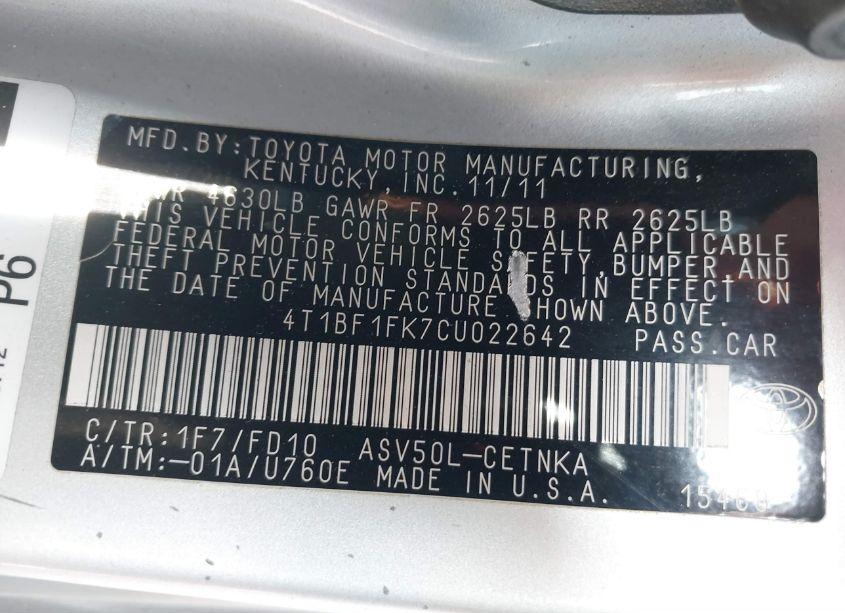 MFD.BY:TOYOTA MOTOR MANUFACTURING,
KENTUCKY,INC. 11/11
4630LB GAWR FR 2625LB RR 2625LB
THIS VEHICLE CONFORMS TO ALL APPLICABLE
FEDERAL MOTOR VEHICLE SAFETY,BUMPER,AND
THEFT PREVENTION STANDARDS IN EFFECT ON
THE DATE OF MANUFACTURE SHOWN ABOVE.
4T1BF1FK7CU022642 PASS.CAR
C/TR:1F7/FD10 ASV50L-CETNKA
A/TM:-01A/U760E MADE IN U.S.A.
P6